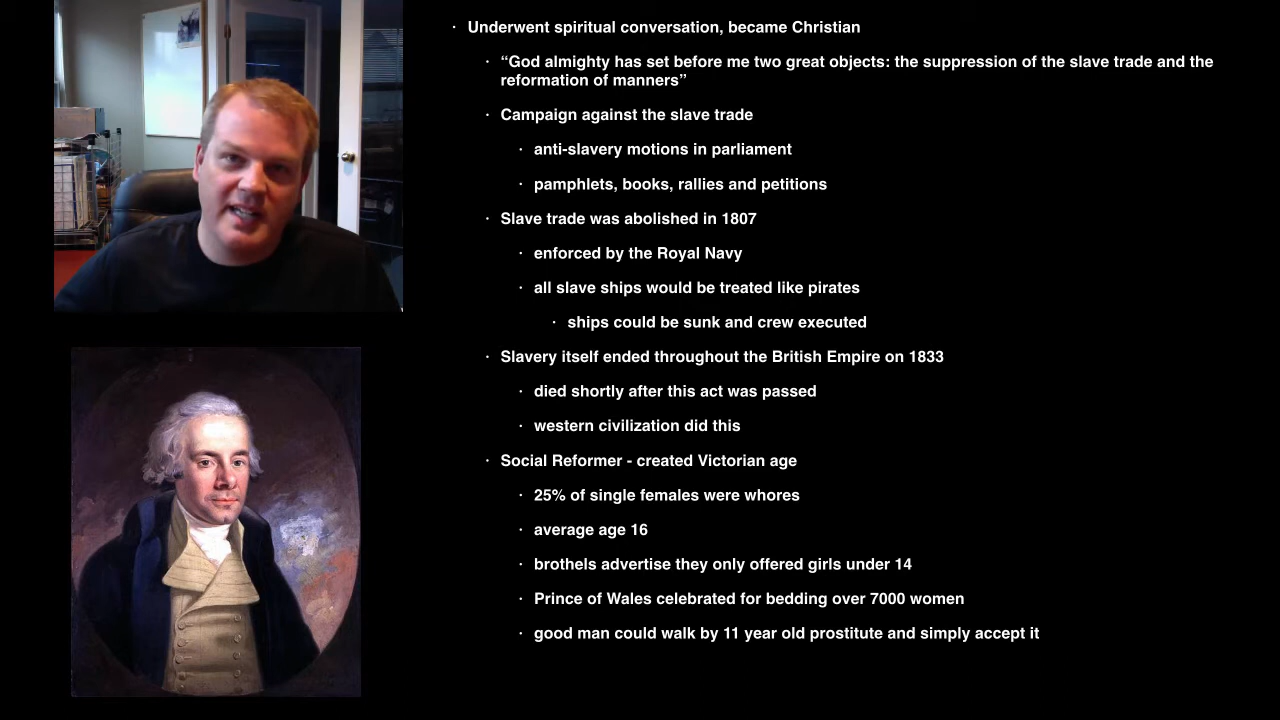 · Underwent spiritual conversation, became Christian
· “God almighty has set before me two great objects: the suppression of the slave trade and the
reformation of manners”
· Campaign against the slave trade
· anti-slavery motions in parliament
· pamphlets, books, rallies and petitions
· Slave trade was abolished in 1807
· enforced by the Royal Navy
· all slave ships would be treated like pirates
· ships could be sunk and crew executed
· Slavery itself ended throughout the British Empire on 1833
· died shortly after this act was passed
· western civilization did this
· Social Reformer - created Victorian age
· 25% of single females were whores
· average age 16
· brothels advertise they only offered girls under 14
· Prince of Wales celebrated for bedding over 7000 women
· good man could walk by 11 year old prostitute and simply accept it